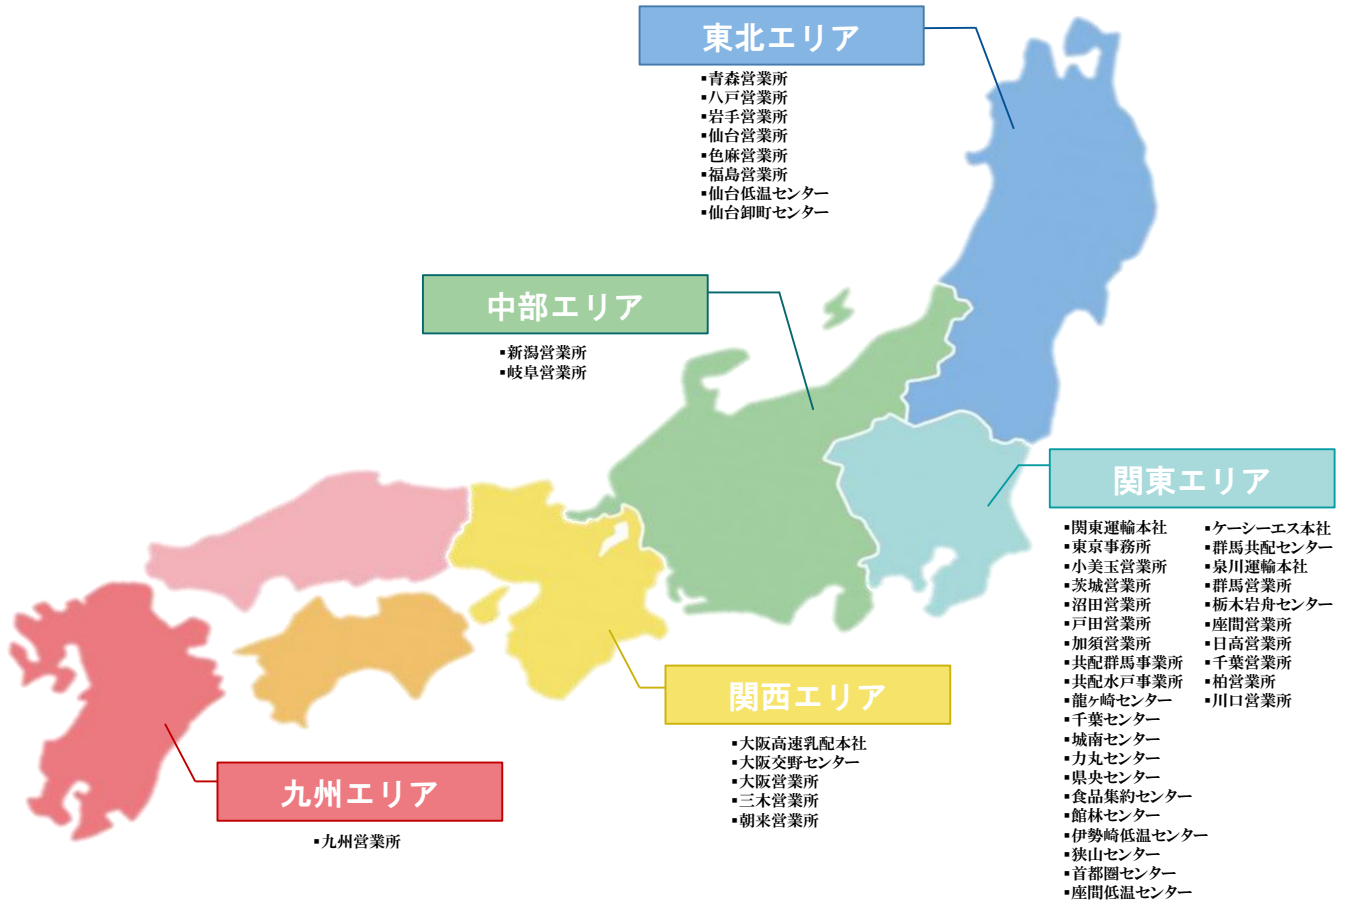 東北エリア
▪青森営業所
▪八戸営業所
▪岩手営業所
▪仙台営業所
▪色麻営業所
▪福島営業所
▪仙台低温センター
▪仙台卸町センター
中部エリア
▪新潟営業所
▪岐阜営業所
関東エリア
▪関東運輸本社
▪東京事務所
▪小美玉営業所
▪茨城営業所
▪沼田営業所
▪戸田営業所
▪加須営業所
▪共配群馬事業所
▪共配水戸事業所
▪龍ヶ崎センター
▪千葉センター
▪城南センター
▪力丸センター
▪県央センター
▪食品集約センター
▪館林センター
▪伊勢崎低温センター
▪狭山センター
▪首都圏センター
▪座間低温センター
▪ケーシーエス本社
▪群馬共配センター
▪泉川運輸本社
▪群馬営業所
▪栃木岩舟センター
▪座間営業所
▪日高営業所
▪千葉営業所
▪柏営業所
▪川口営業所
関西エリア
▪大阪高速乳配本社
▪大阪交野センター
▪大阪営業所
▪三木営業所
▪朝来営業所
九州エリア
▪九州営業所